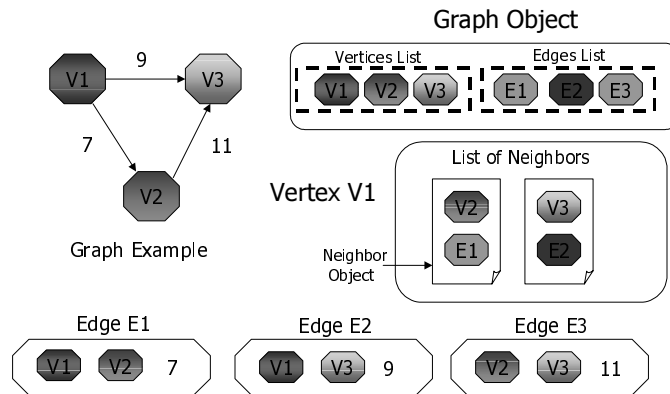 Graph Object
Vertices List
Edges List
V1
9
V3
V1
V2
V3
E1
E2
E3
7
11
V2
Graph Example
List of Neighbors
Vertex V1
V2
V3
E1
E2
Neighbor
Object
Edge E1
Edge E2
Edge E3
V1
V2
7
V1
V3
9
V2
V3
11